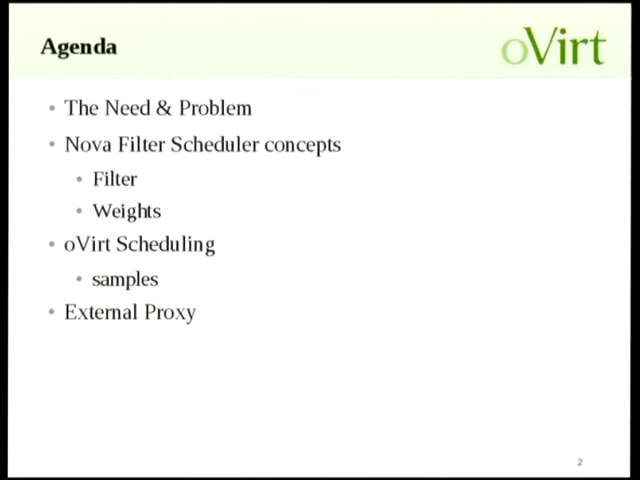 Agenda
oVirt
• The Need & Problem
• Nova Filter Scheduler concepts
• Filter
• Weights
• oVirt Scheduling
• samples
• External Proxy
2